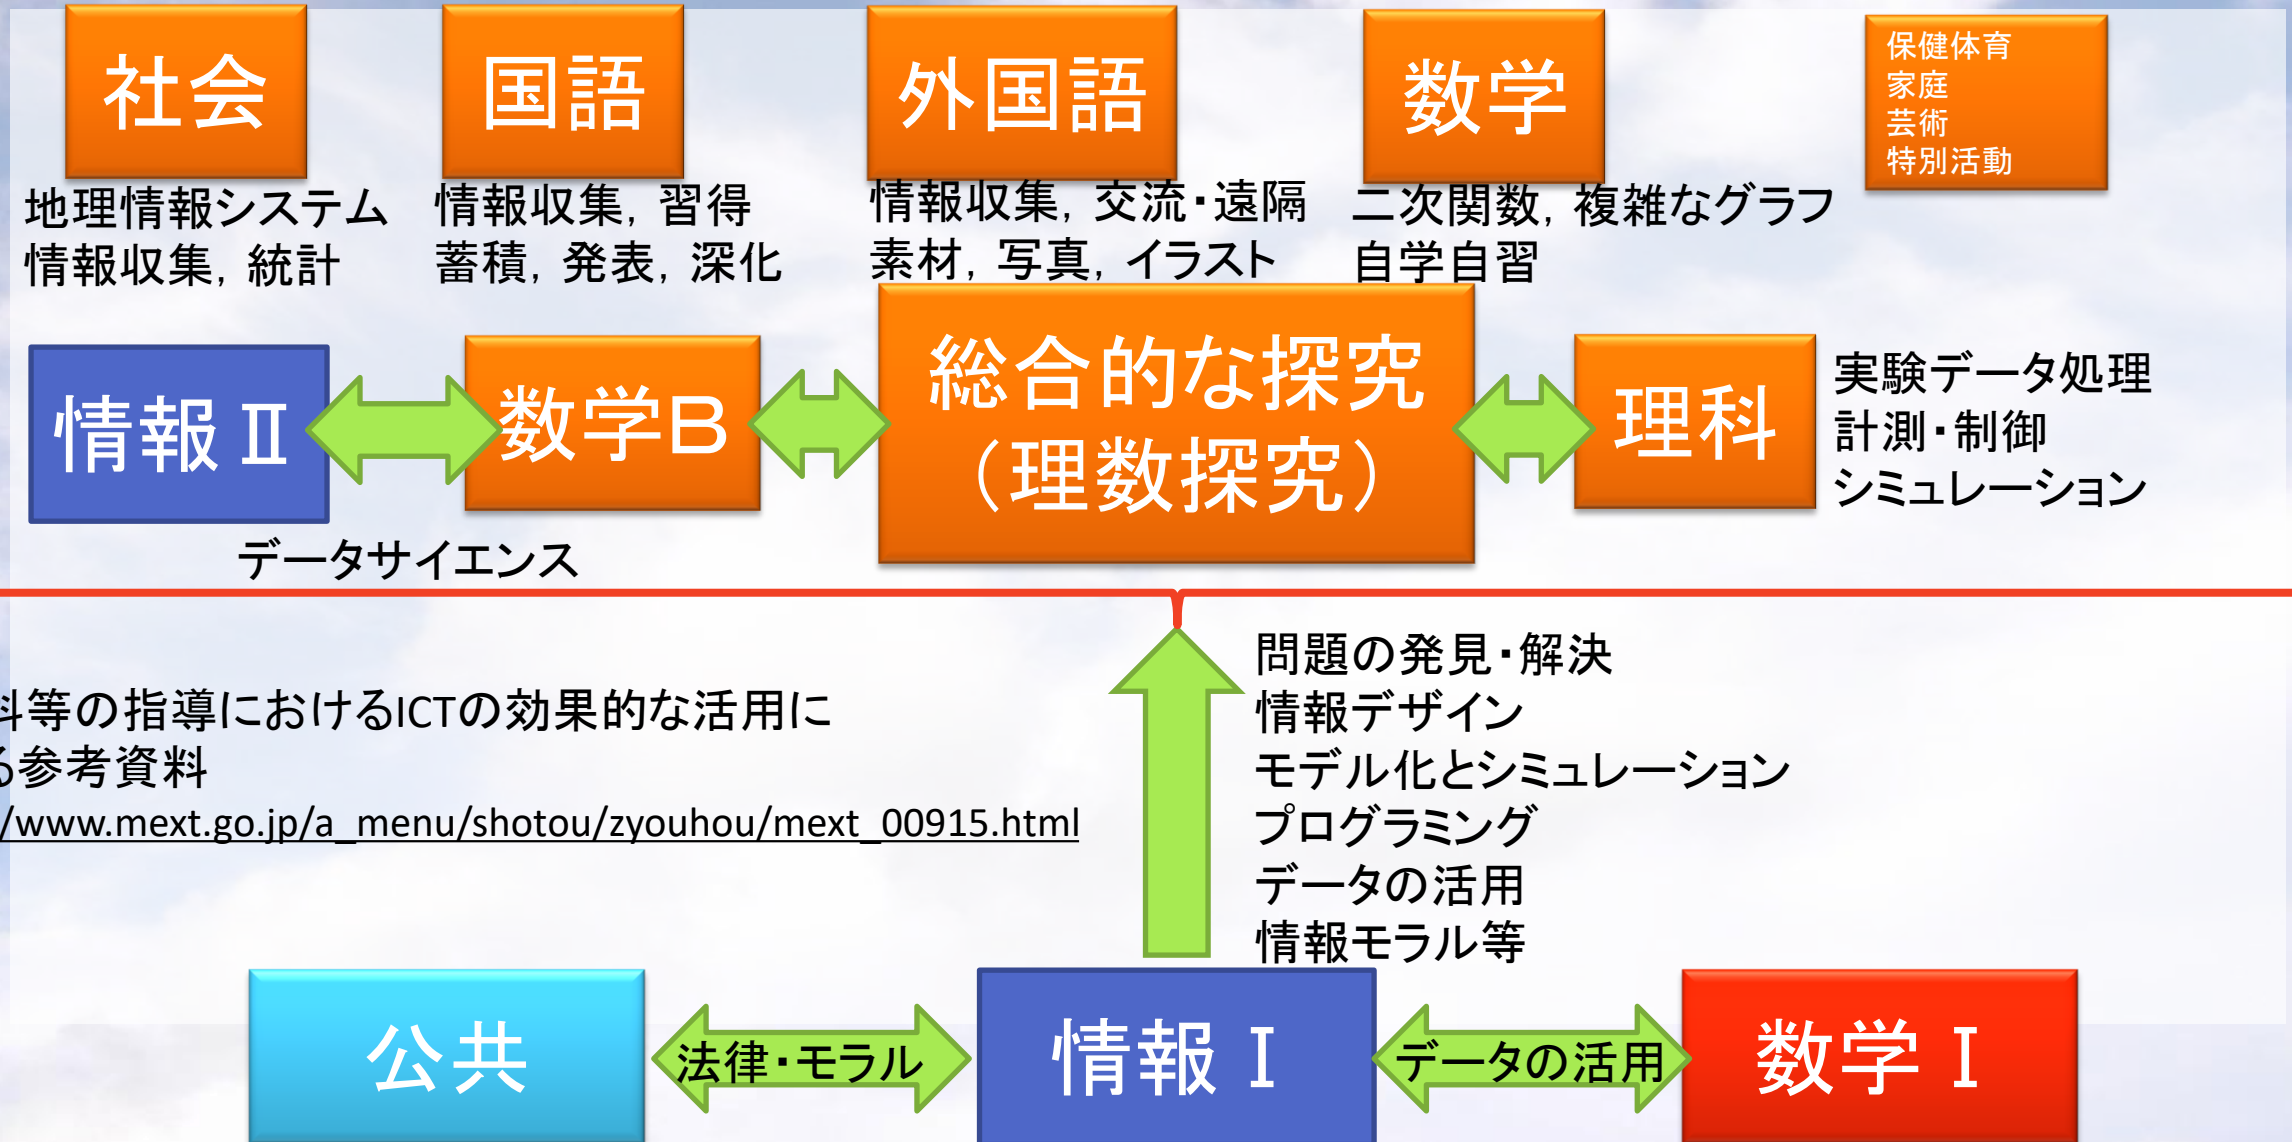 社会
国語
外国語
数学
保健体育
家庭
芸術
特別活動
地理情報システム
情報収集，統計
情報収集，習得
蓄積，発表，深化
情報収集，交流・遠隔
素材，写真，イラスト
二次関数，複雑なグラフ
自学自習
情報Ⅱ
数学B
総合的な探究
（理数探究）
理科
実験データ処理
計測・制御
シミュレーション
データサイエンス
問題の発見・解決
情報デザイン
モデル化とシミュレーション
プログラミング
データの活用
情報モラル等
科等の指導におけるICTの効果的な活用に
る参考資料
/www.mext.go.jp/a_menu/shotou/zyouhou/mext_00915.html
公共
法律・モラル
情報Ⅰ
データの活用
数学Ⅰ